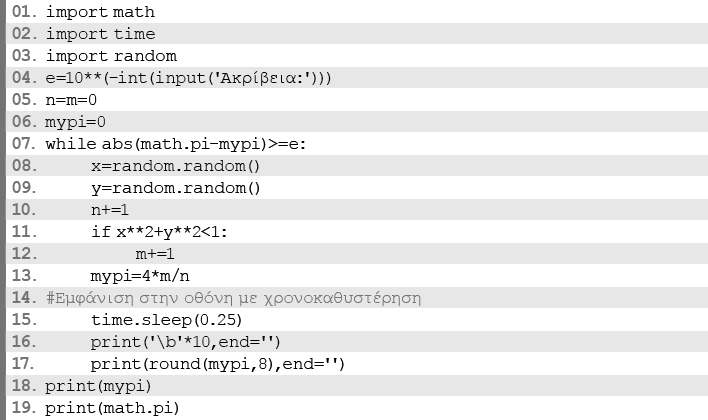 01. import math
02. import time
03. import random
04. e=10**(-int(input('Ακρίβεια:')))
05. n=m=0
06. mypi=0
07. while abs(math.pi-mypi)>=e:
08. x=random.random()
09. y=random.random()
10. n+=1
11. if x**2+y**2<1:
12. m+=1
13. mypi=4*m/n
14. #Εμφάνιση στην οθόνη με χρονοκαθυστέρηση
15. time.sleep(0.25)
16. print('\b'*10,end='')
17. print(round(mypi,8),end='')
18. print(mypi)
19. print(math.pi)